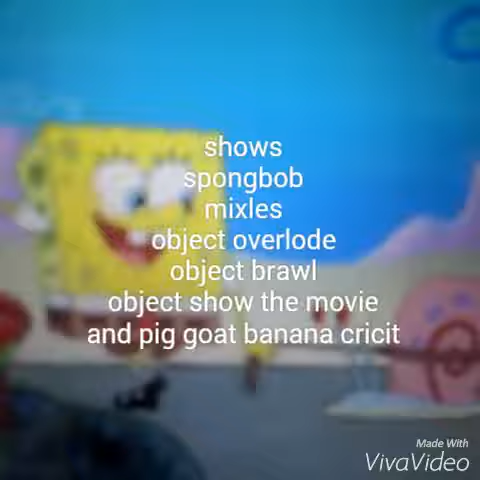 shows
spongbob
mixles
object overlode
object brawl
object show the movie
and pig goat banana cricit
Made With
VivaVideo